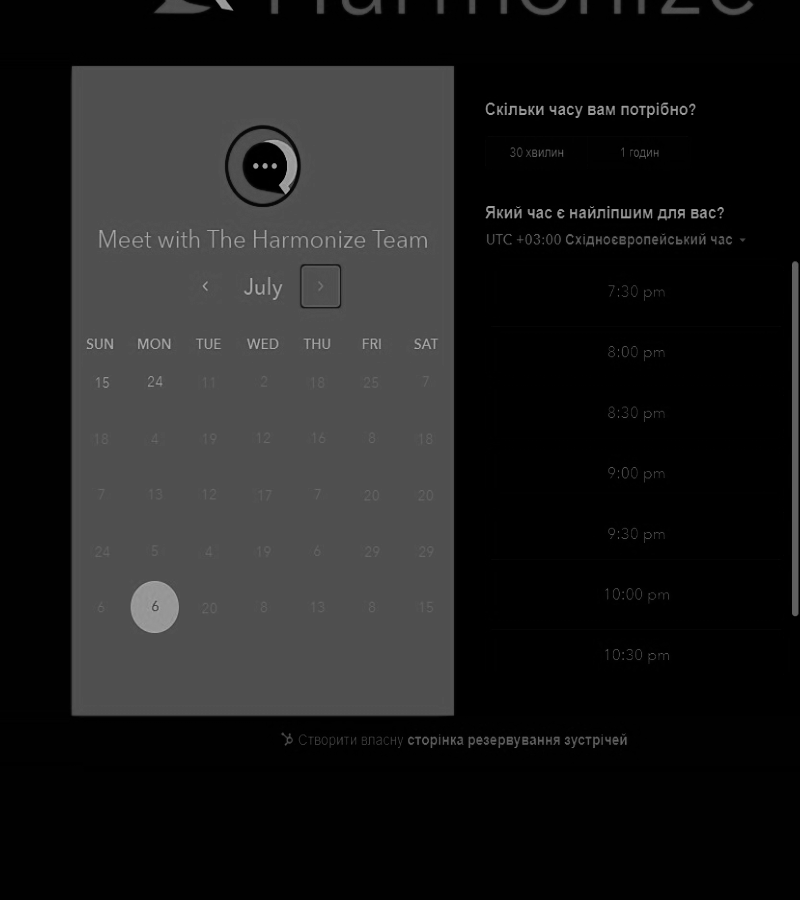 Harmonize
Meet with The Harmonize Team
July
SUN MON TUE WED THU FRI SAT
15 24 11 2 18 25 7
18 4 19 12 16 8 18
7 13 12 17 7 20 20
24 5 4 19 6 29 29
6 6 20 8 13 8 15
Скільки часу вам потрібно?
30 хвилин 1 годин
Який час є найліпшим для вас?
UTC +03:00 Східноєвропейський час
7:30 pm
8:00 pm
8:30 pm
9:00 pm
9:30 pm
10:00 pm
10:30 pm
Створити власну сторінка резервування зустрічей